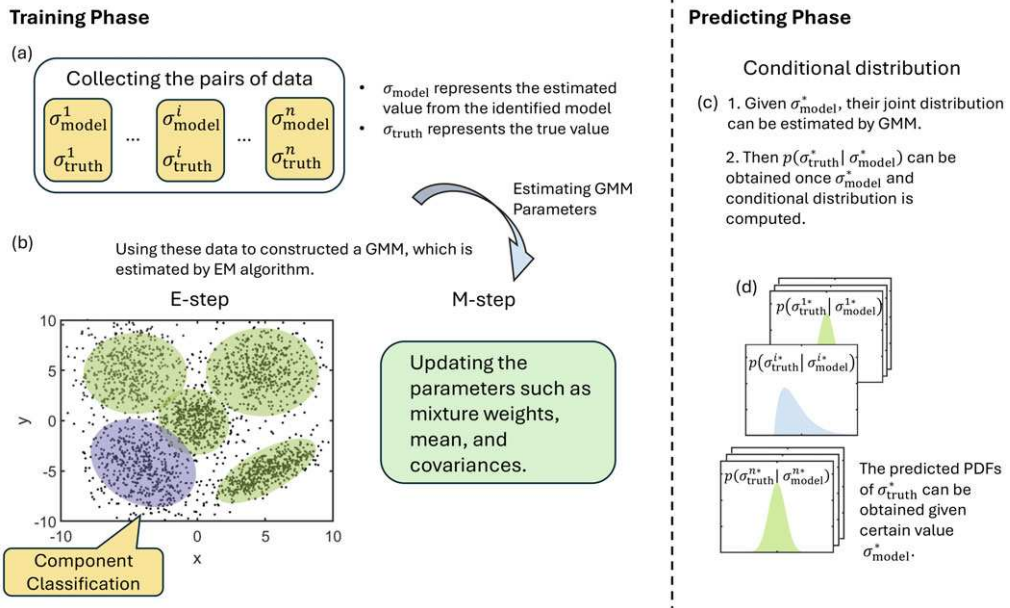 Training Phase
(a)
Collecting the pairs of data
σ¹model ... σⁱmodel ... σⁿmodel
σ¹truth σⁱtruth σⁿtruth
• σmodel represents the estimated
value from the identified model
• σtruth represents the true value
Estimating GMM
Parameters
(b)
Using these data to constructed a GMM, which is
estimated by EM algorithm.
E-step
10
5
0
-5
-10
y
-10 -5 0 5 10
x
Component
Classification
M-step
Updating the
parameters such as
mixture weights,
mean, and
covariances.
Predicting Phase
Conditional distribution
(c) 1. Given σ*model, their joint distribution
can be estimated by GMM.
2. Then p(σ*truth| σ*model) can be
obtained once σ*model and
conditional distribution is
computed.
(d)
p(σ¹*truth| σ¹*model)
p(σⁱ*truth| σⁱ*model)
p(σⁿ*truth| σⁿ*model)
The predicted PDFs
of σ*truth can be
obtained given
certain value
σ*model.